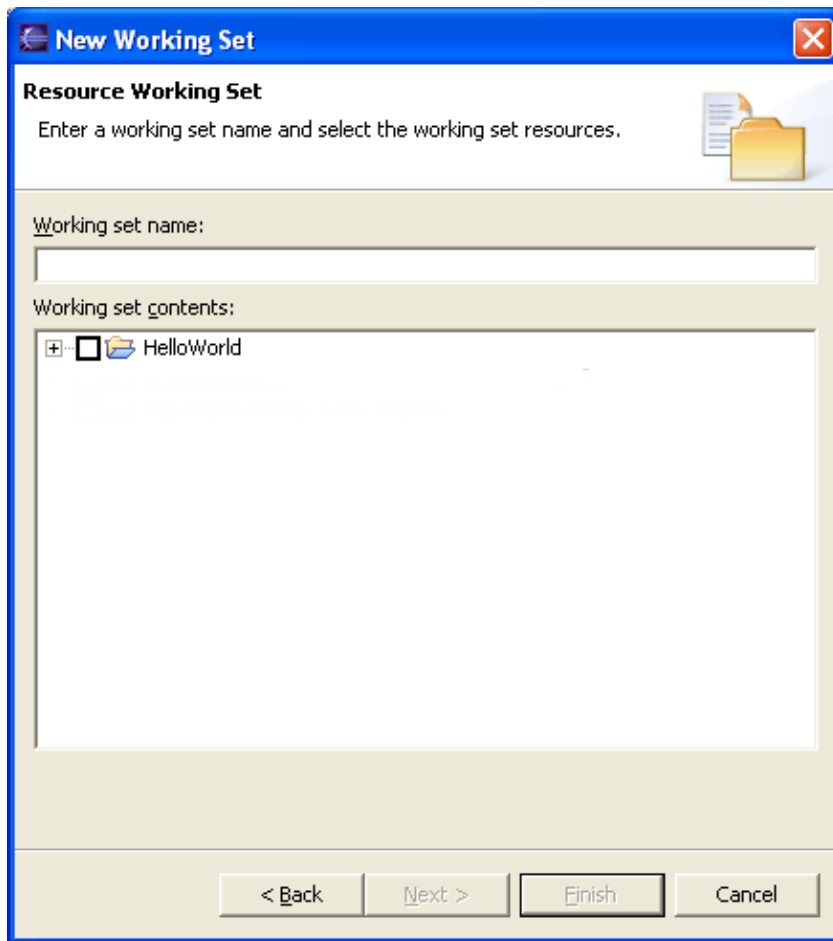 New Working Set
Resource Working Set
Enter a working set name and select the working set resources.
Working set name:
Working set contents:
HelloWorld
< Back
Next >
Finish
Cancel